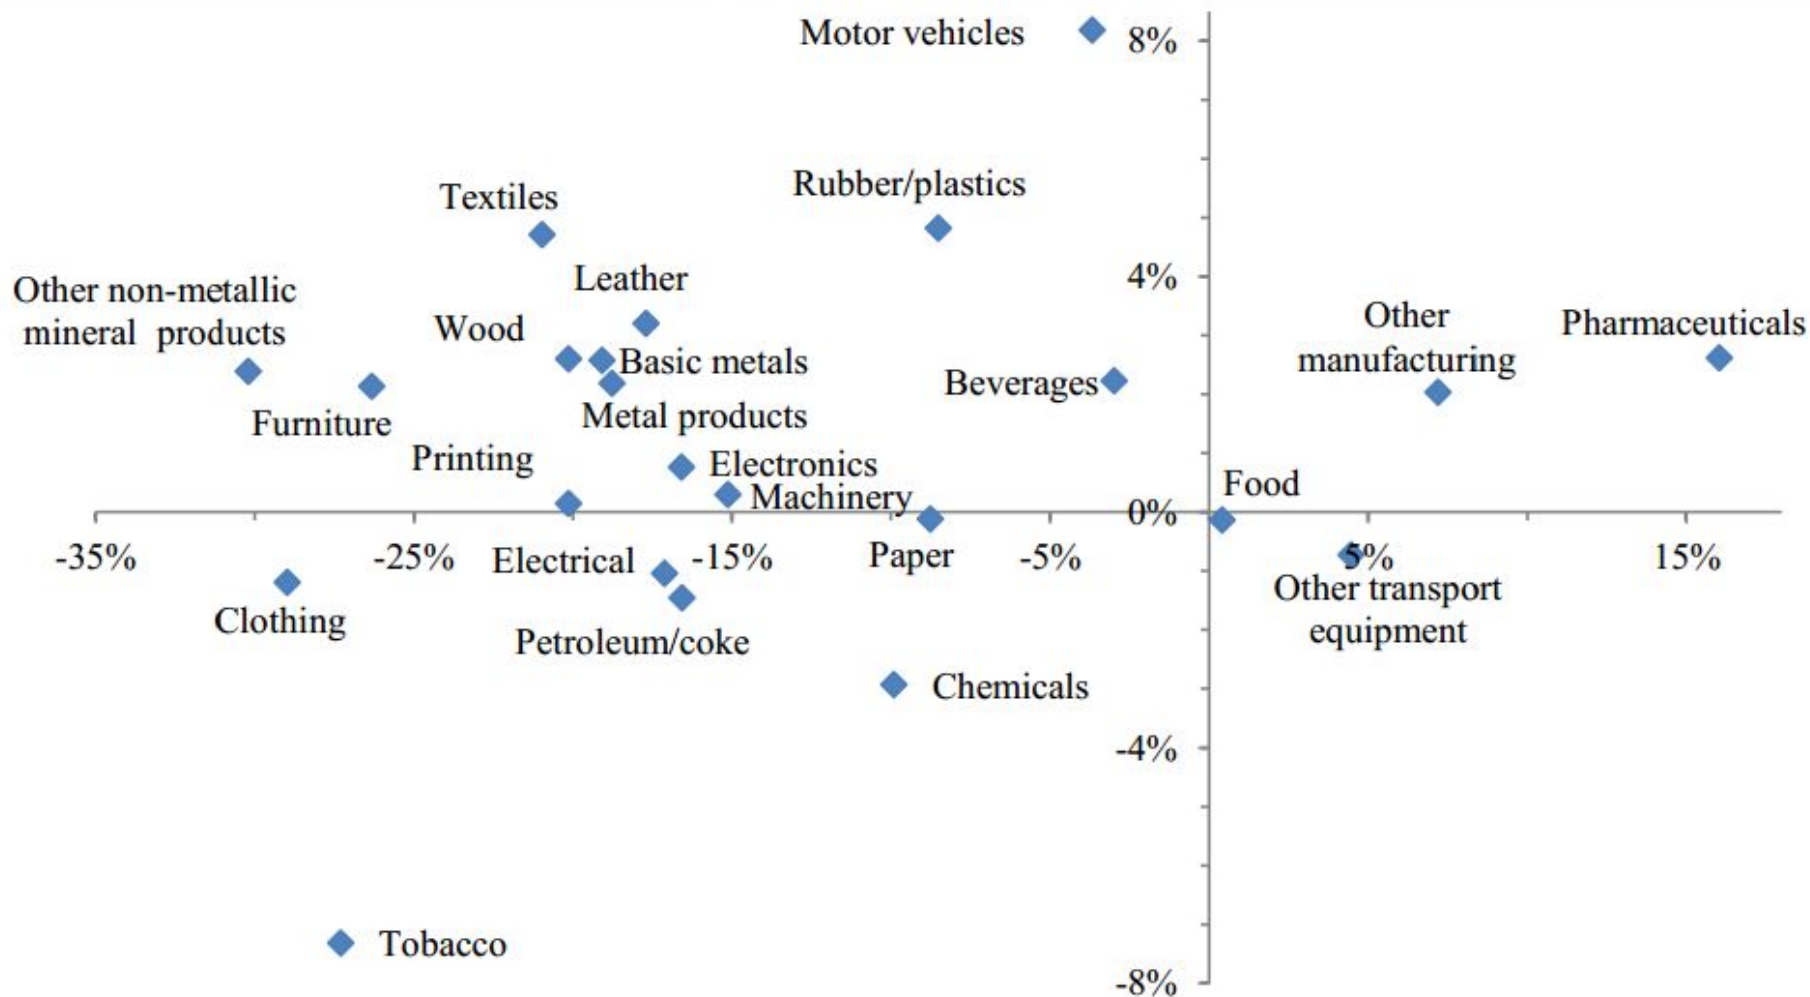 Motor vehicles
8%
Rubber/plastics
Textiles
4%
Leather
Other non-metallic
mineral products
Other
manufacturing
Pharmaceuticals
Wood
Basic metals
Beverages
Metal products
Furniture
Printing
Electronics
Machinery
Food
0%
-35%
-25%
-15%
-5%
5%
15%
Electrical
Paper
Other transport
equipment
Clothing
Petroleum/coke
Chemicals
-4%
Tobacco
-8%